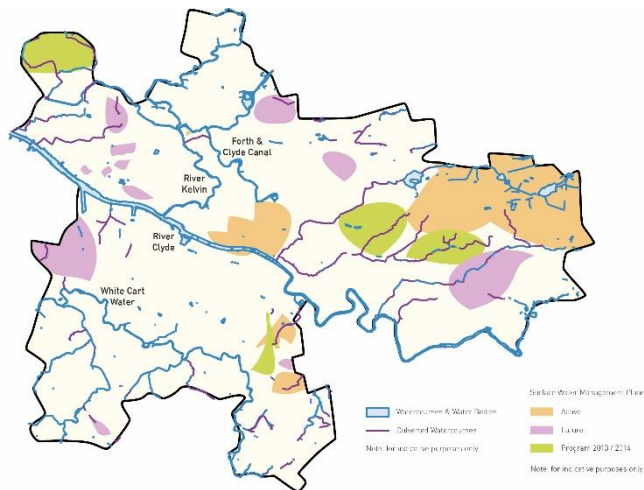 Forth &
Clyde Canal
River
Kelvin
River
Clyde
White Cart
Water
Surface Water Management Plans
Watercourses & Water Bodies
Active
Culverted Watercourses
Future
Note: for indicative purposes only
Program 2013 / 2014
Note: for indicative purposes only